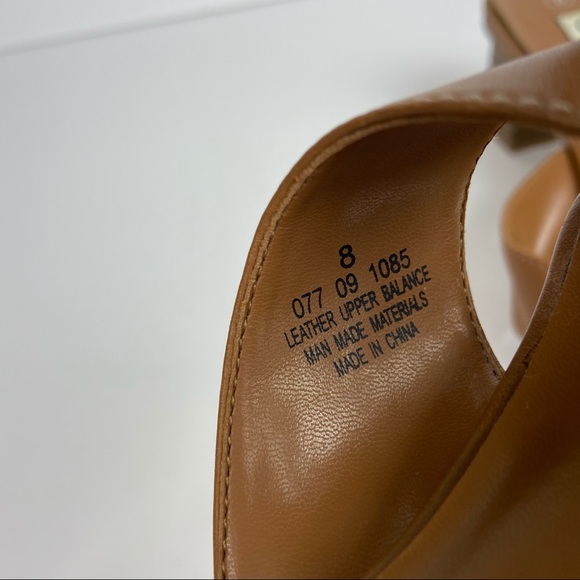 8
077 09 1085
LEATHER UPPER BALANCE
MAN MADE MATERIALS
MADE IN CHINA